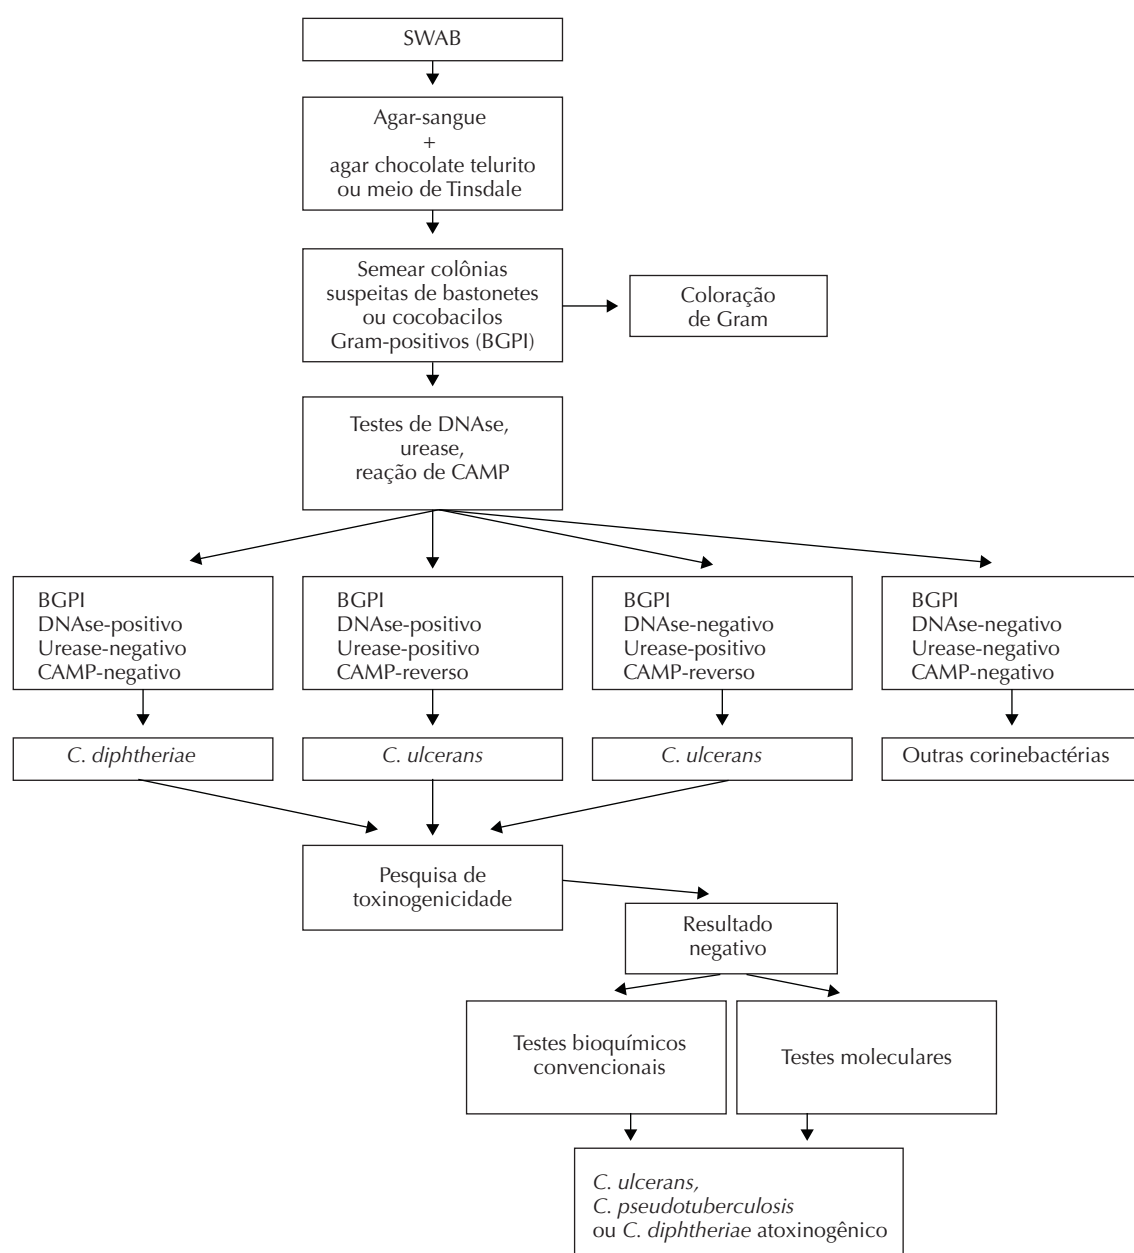 SWAB
Agar-sangue
+
agar chocolate telurito
ou meio de Tinsdale
Semear colônias
suspeitas de bastonetes
ou cocobacilos
Gram-positivos (BGPI)
Coloração
de Gram
Testes de DNAse,
urease,
reação de CAMP
BGPI
DNAse-positivo
Urease-negativo
CAMP-negativo
BGPI
DNAse-positivo
Urease-positivo
CAMP-reverso
BGPI
DNAse-negativo
Urease-positivo
CAMP-reverso
BGPI
DNAse-negativo
Urease-negativo
CAMP-negativo
C. diphtheriae
C. ulcerans
C. ulcerans
Outras corinebactérias
Pesquisa de
toxinogenicidade
Resultado
negativo
Testes bioquímicos
convencionais
Testes moleculares
C. ulcerans,
C. pseudotuberculosis
ou C. diphtheriae atoxinogênico